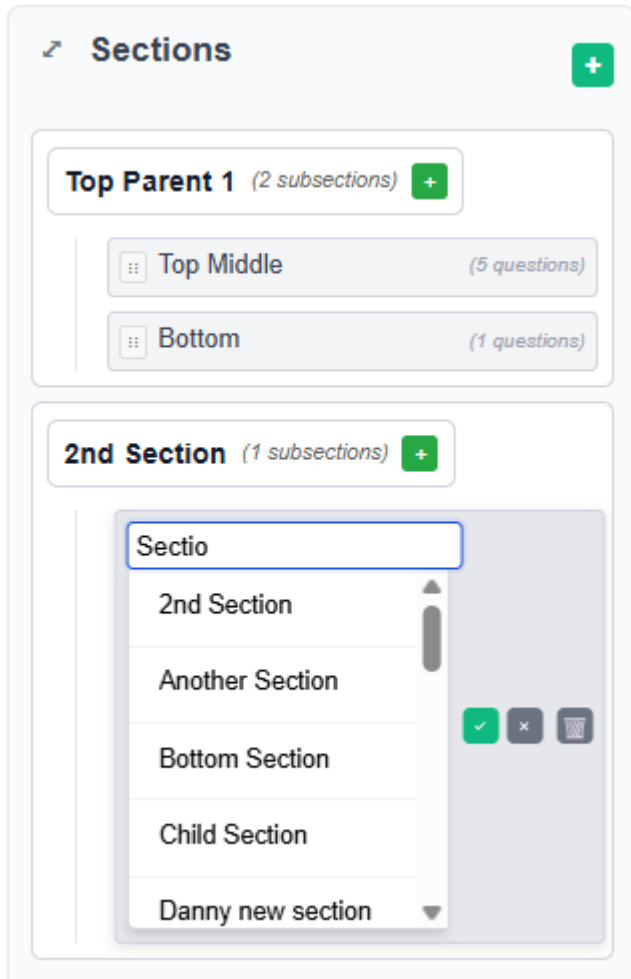 Sections
+
Top Parent 1 (2 subsections) +
Top Middle (5 questions)
Bottom (1 questions)
2nd Section (1 subsections) +
Sectio
2nd Section
Another Section
Bottom Section
Child Section
Danny new section